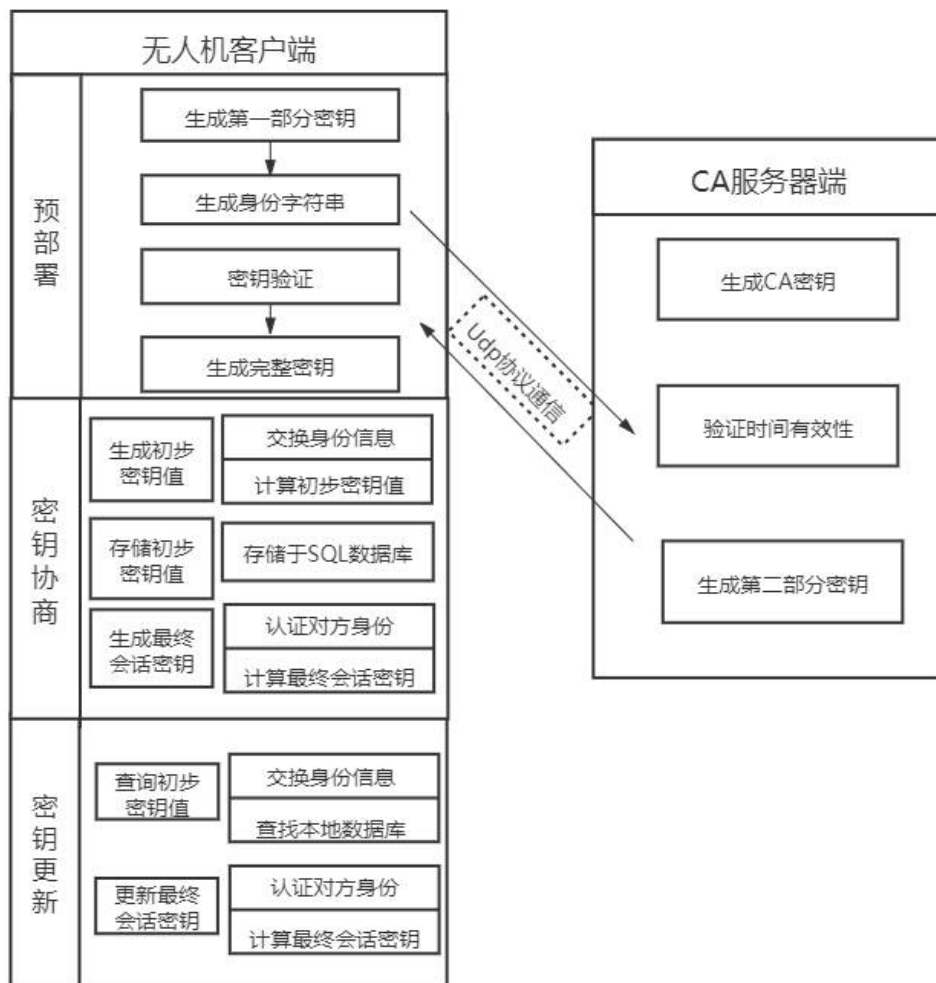 无人机客户端
预部署
生成第一部分密钥
生成身份字符串
密钥验证
生成完整密钥
密钥协商
生成初步
密钥值
交换身份信息
计算初步密钥值
存储初步
密钥值
存储于SQL数据库
生成最终
会话密钥
认证对方身份
计算最终会话密钥
密钥更新
查询初步
密钥值
交换身份信息
查找本地数据库
更新最终
会话密钥
认证对方身份
计算最终会话密钥
Udp协议通信
CA服务器端
生成CA密钥
验证时间有效性
生成第二部分密钥